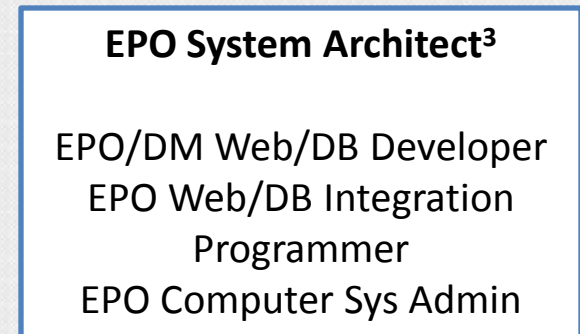 EPO System Architect³
EPO/DM Web/DB Developer
EPO Web/DB Integration
Programmer
EPO Computer Sys Admin